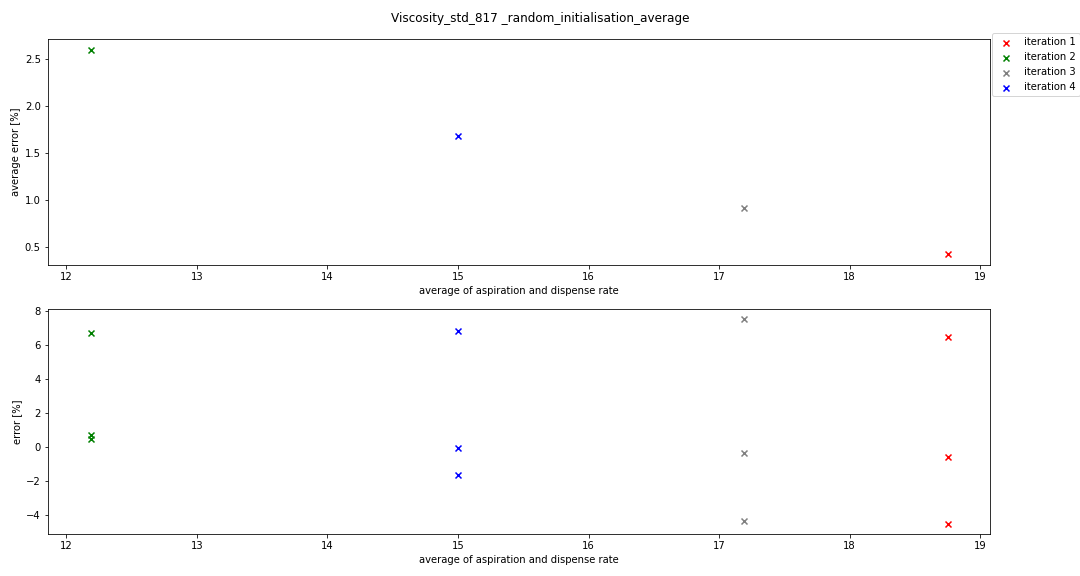 Viscosity_std_817 _random_initialisation_average
iteration 1
iteration 2
iteration 3
iteration 4
average error [%]
2.5
2.0
1.5
1.0
0.5
12 13 14 15 16 17 18 19
average of aspiration and dispense rate
error [%]
8
6
4
2
0
−2
−4
12 13 14 15 16 17 18 19
average of aspiration and dispense rate